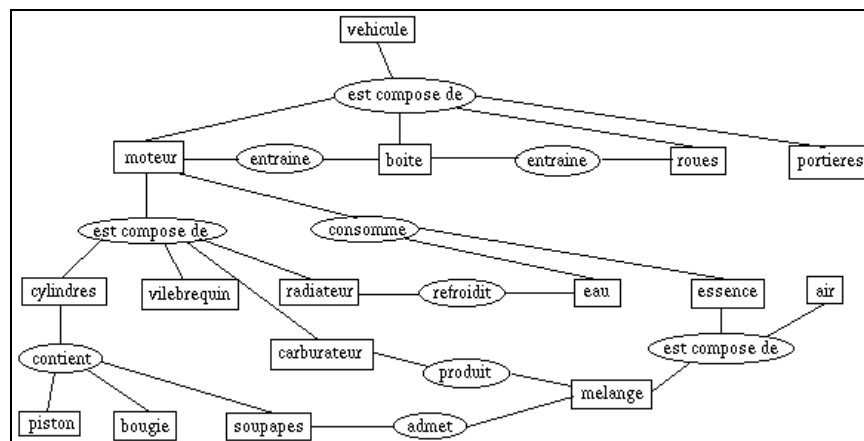 vehicule
est compose de
moteur
entraine
boite
entraine
roues
portieres
est compose de
consomme
cylindres
vilebrequin
radiateur
refroidit
eau
essence
air
contient
carburateur
produit
est compose de
melange
piston
bougie
soupapes
admet